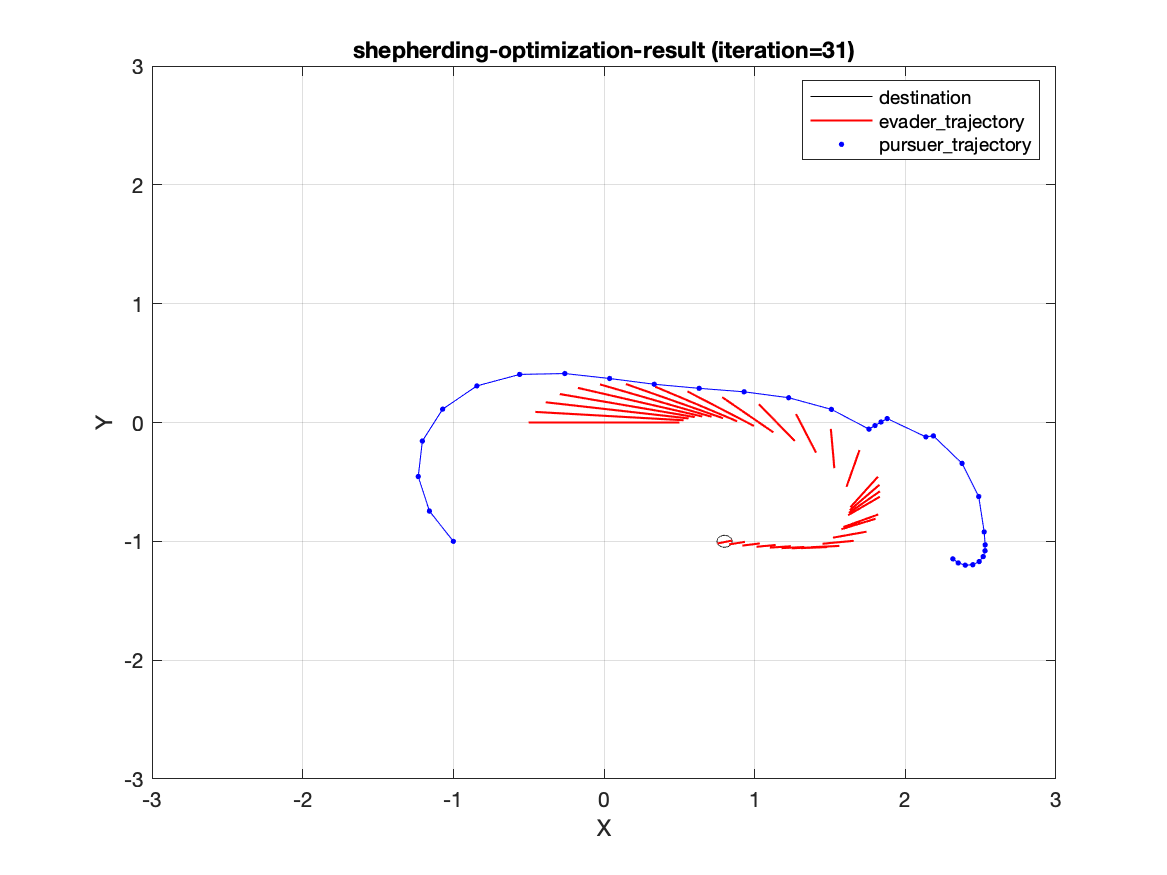 shepherding-optimization-result (iteration=31)
destination
evader_trajectory
pursuer_trajectory
3
2
1
0
-1
-2
-3
Y
-3
-2
-1
0
1
2
3
X